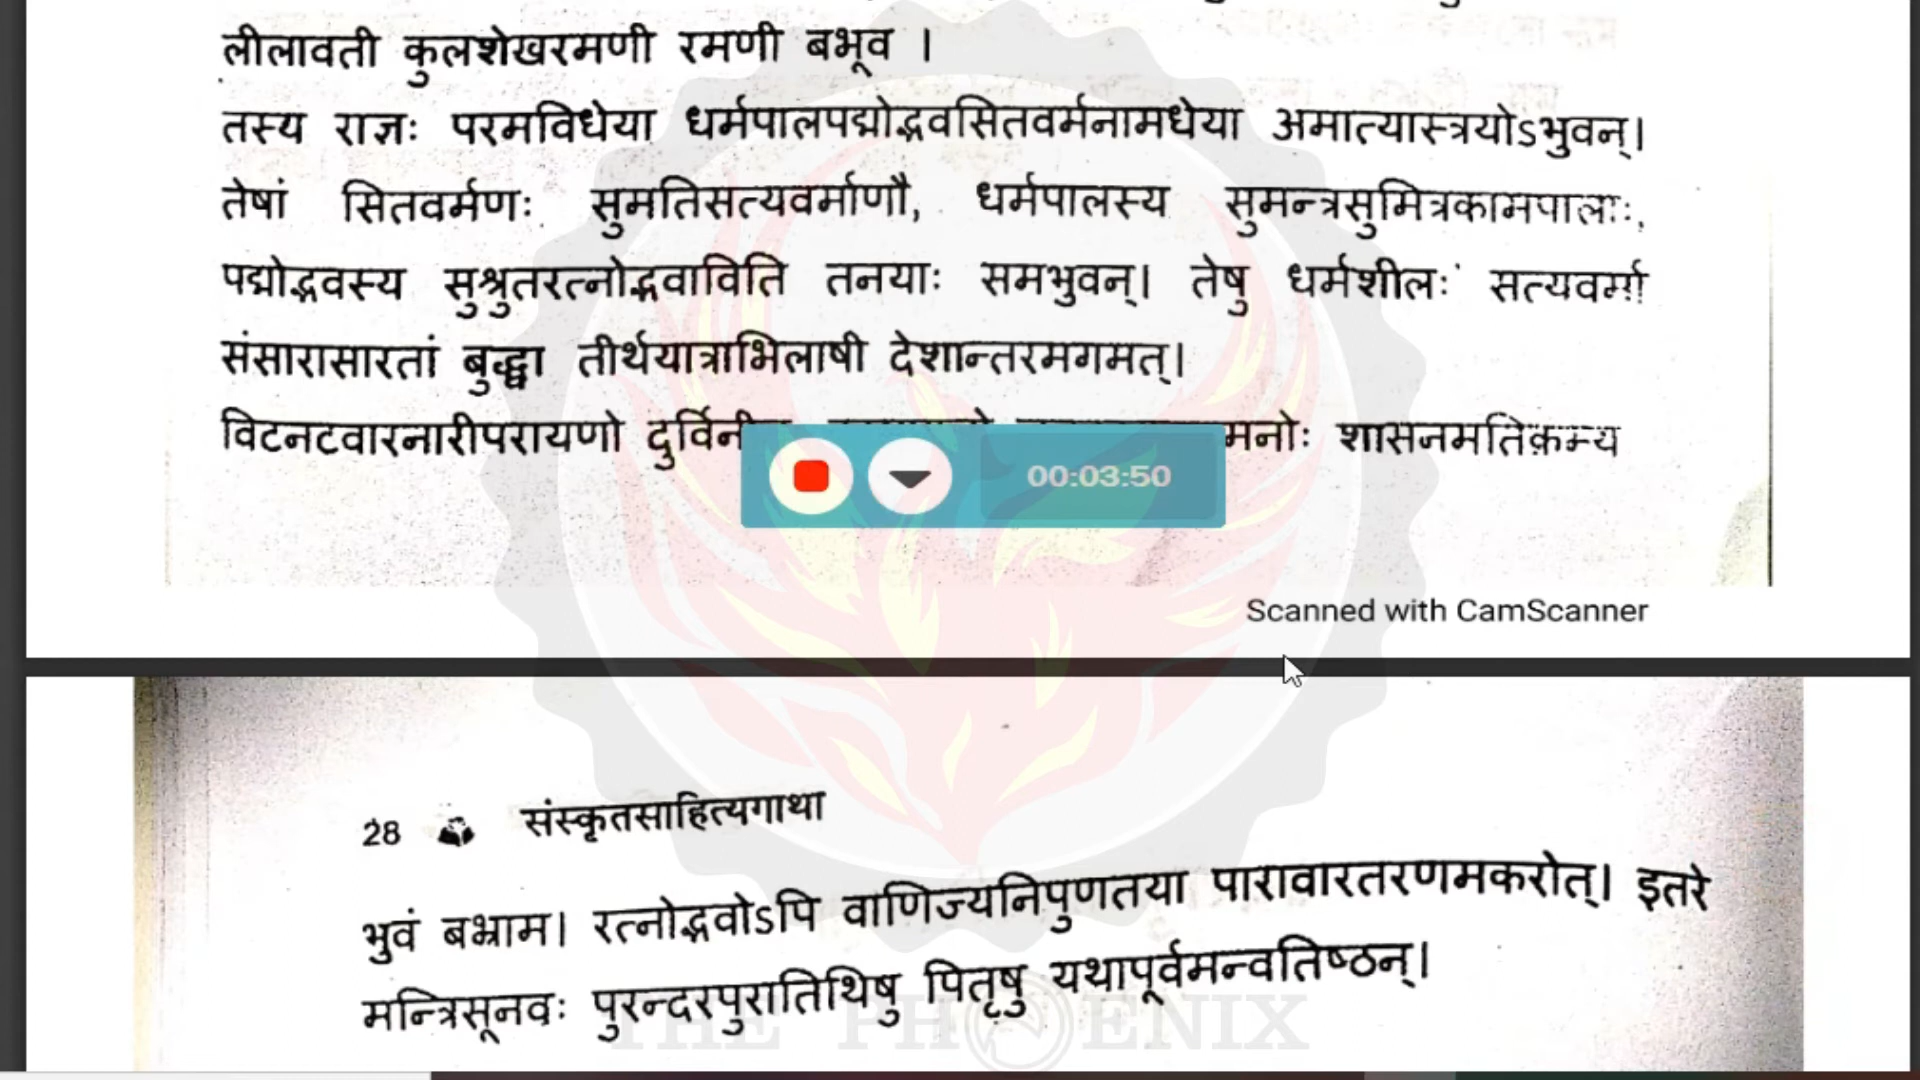 लीलावती कुलशेखरमणी रमणी बभूव ।
तस्य राज्ञः परमविधेया धर्मपालपद्मोद्भवसितवर्मनामधेया अमात्यास्त्रयोऽभुवन्।
तेषां सितवर्मणः सुमतिसत्यवर्माणौ, धर्मपालस्य सुमन्त्रसुमित्रकामपालाः,
पद्मोद्भवस्य सुश्रुतरत्नोद्भवाविति तनयाः समभुवन्। तेषु धर्मशीलः सत्यवर्मा
संसारासारतां बुद्ध्वा तीर्थयात्राभिलाषी देशान्तरमगमत्।
विटनटवारनारीपरायणो शासनमतिक्रम्य
00:03:50
Scanned with CamScanner
28 संस्कृतसाहित्यगाथा
भुवं बभ्राम। रत्नोद्भवोऽपि वाणिज्यनिपुणतया पारावारतरणमकरोत्। इतरे
मन्त्रिसूनवः पुरन्दरपुरातिथिषु पितृषु यथापूर्वमन्वतिष्ठन्।
THE PHOENIX